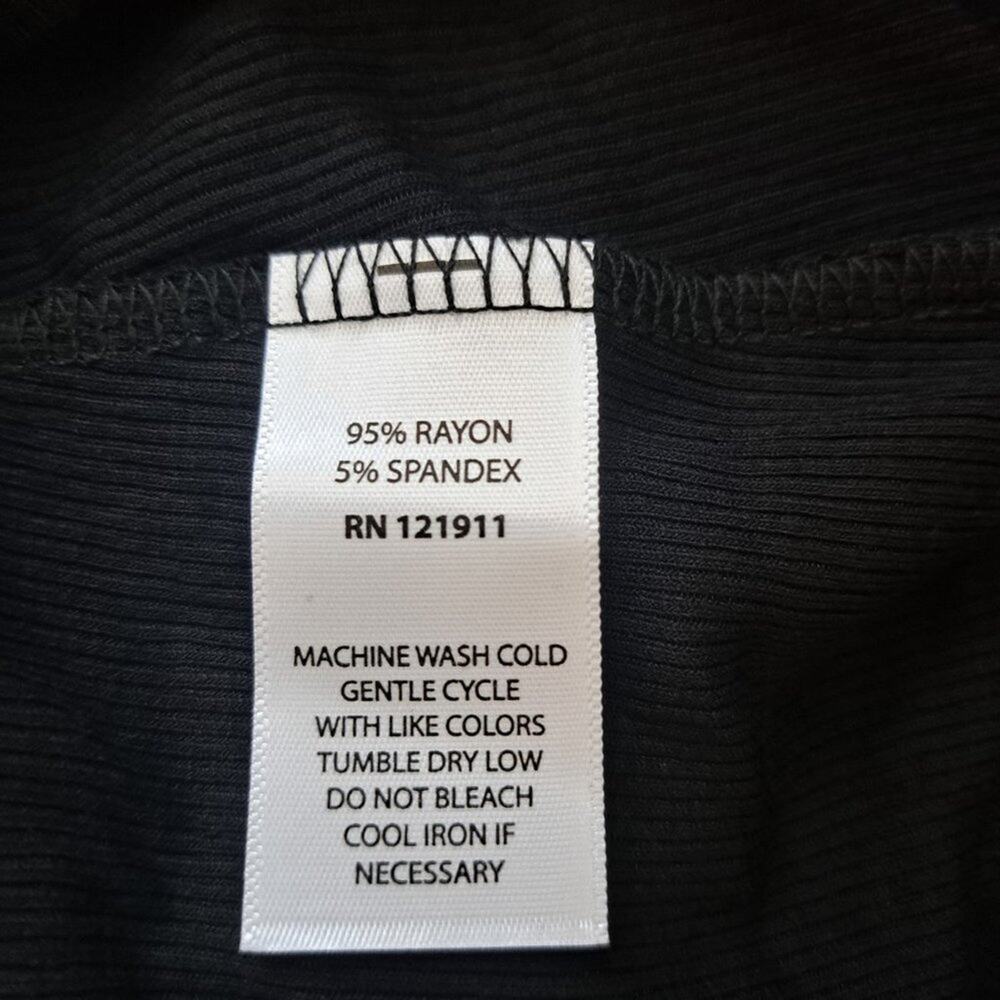 95% RAYON
5% SPANDEX
RN 121911
MACHINE WASH COLD
GENTLE CYCLE
WITH LIKE COLORS
TUMBLE DRY LOW
DO NOT BLEACH
COOL IRON IF
NECESSARY